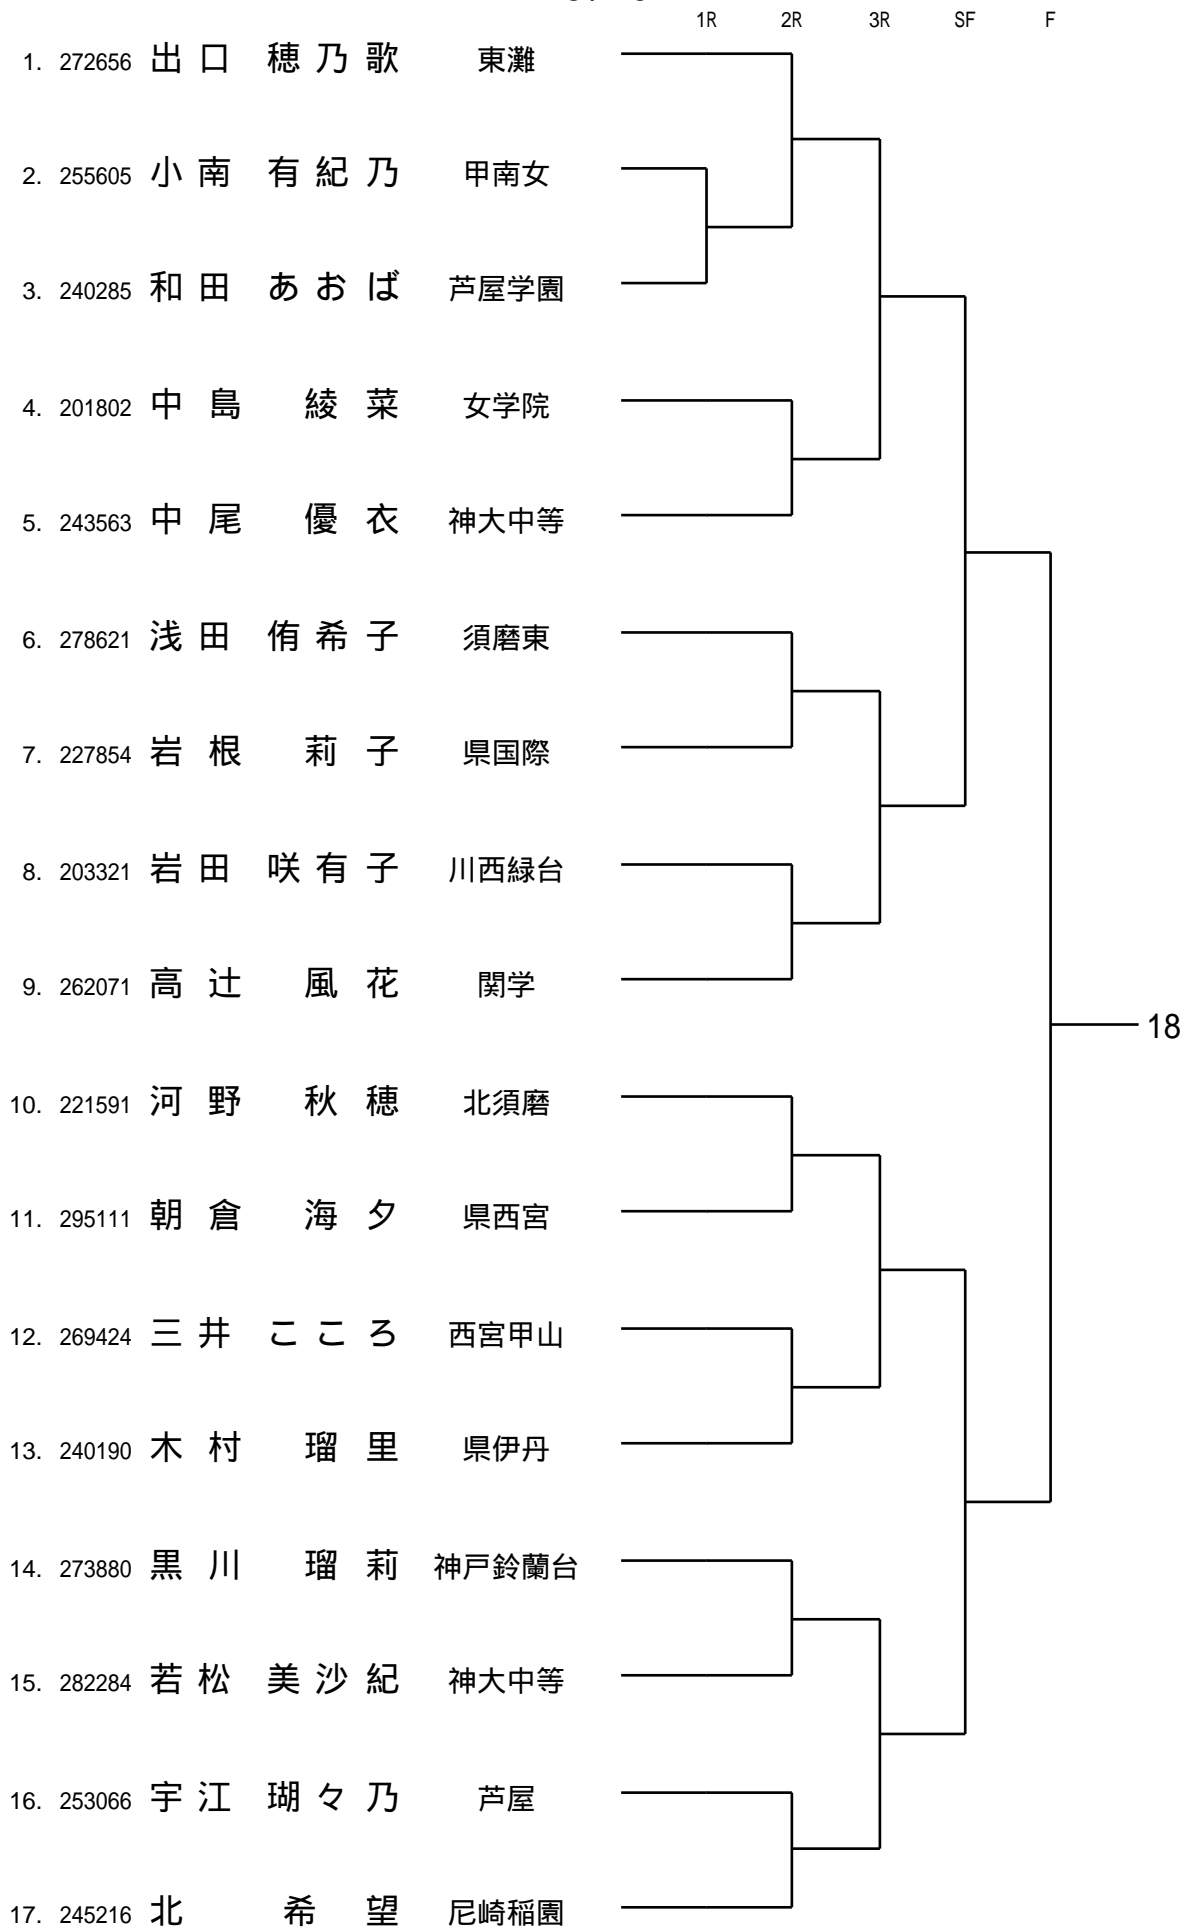 1R 2R 3R SF F
1. 272656 出口 穂乃歌 東灘
2. 255605 小南 有紀乃 甲南女
3. 240285 和田 あおば 芦屋学園
4. 201802 中島 綾菜 女学院
5. 243563 中尾 優衣 神大中等
6. 278621 浅田 侑希子 須磨東
7. 227854 岩根 莉子 県国際
8. 203321 岩田 咲有子 川西緑台
9. 262071 高辻 風花 関学
18
10. 221591 河野 秋穂 北須磨
11. 295111 朝倉 海夕 県西宮
12. 269424 三井 こころ 西宮甲山
13. 240190 木村 瑠里 県伊丹
14. 273880 黒川 瑠莉 神戸鈴蘭台
15. 282284 若松 美沙紀 神大中等
16. 253066 宇江 瑚々乃 芦屋
17. 245216 北 希望 尼崎稲園